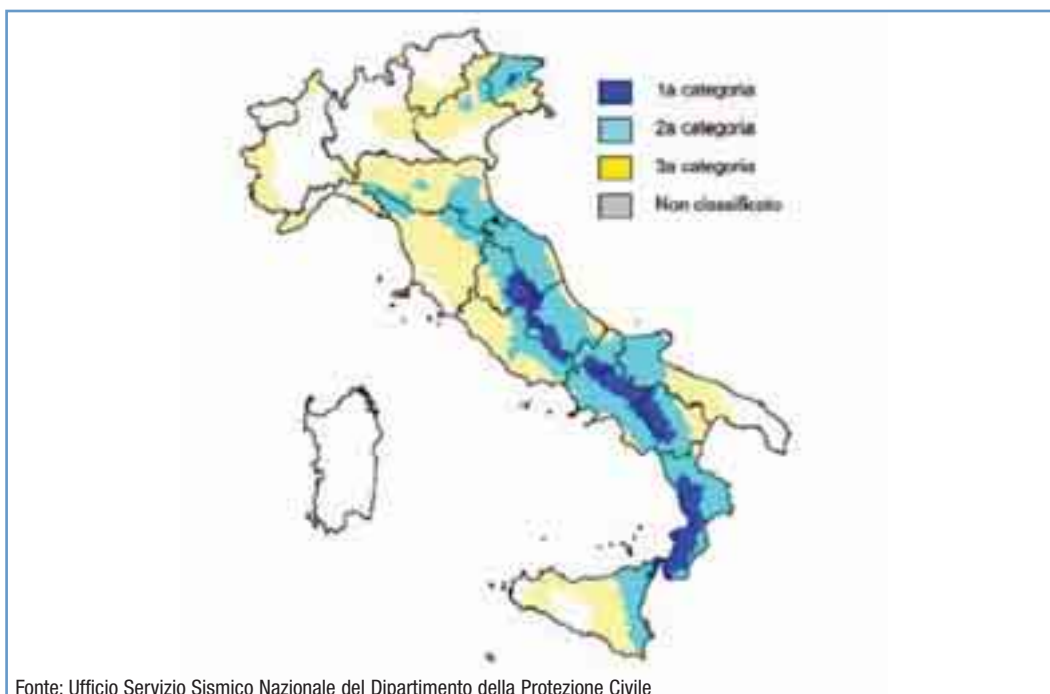 1a categoria
2a categoria
3a categoria
Non classificato
Fonte: Ufficio Servizio Sismico Nazionale del Dipartimento della Protezione Civile